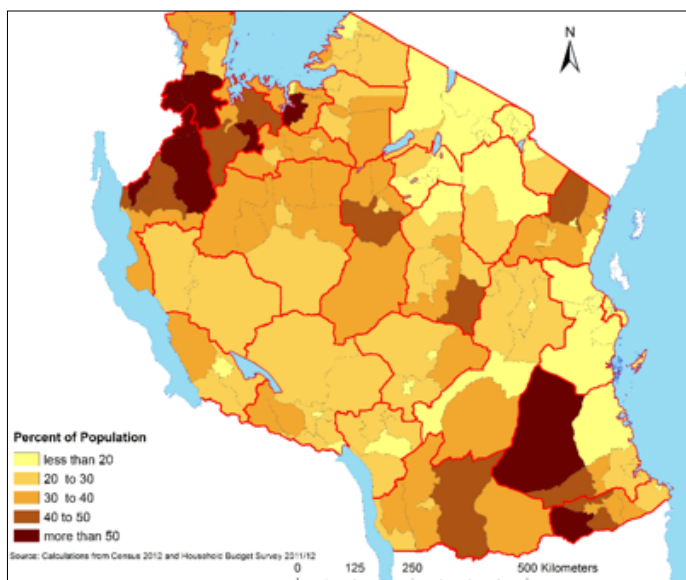 N
Percent of Population
less than 20
20 to 30
30 to 40
40 to 50
more than 50
Source: Calculations from Census 2012 and Household Budget Survey 2011/12
0 125 250 500 Kilometers